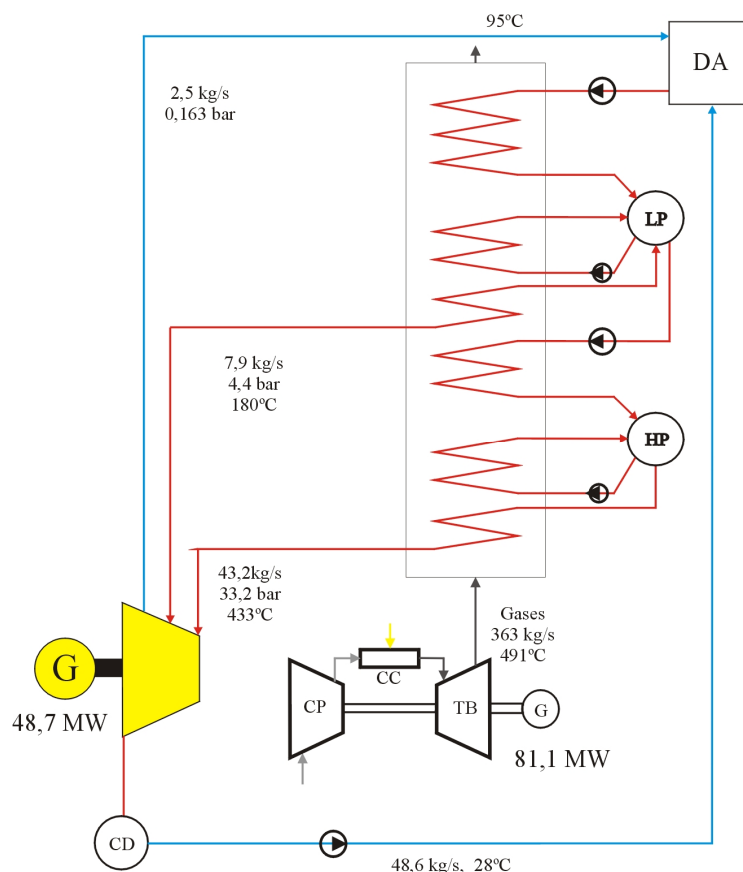 95ºC
DA
2,5 kg/s
0,163 bar
LP
7,9 kg/s
4,4 bar
180ºC
HP
43,2kg/s
33,2 bar
433ºC
Gases
363 kg/s
491ºC
G
CC
CP
TB
G
48,7 MW
81,1 MW
CD
48,6 kg/s, 28ºC